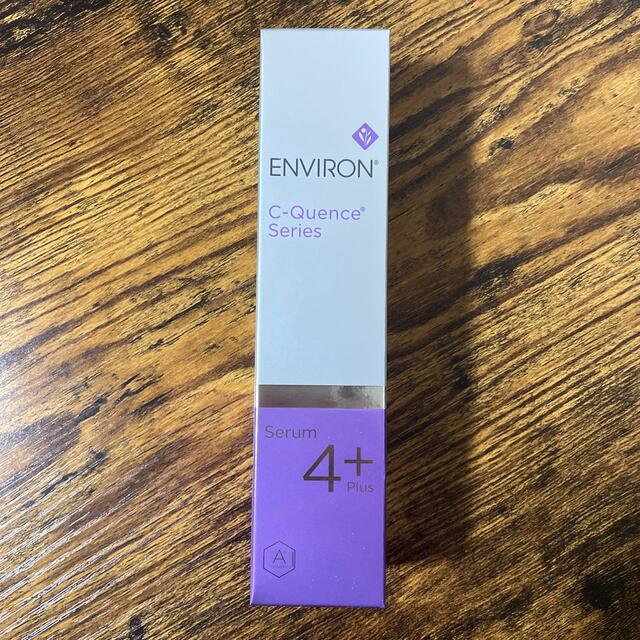 ENVIRON®
C-Quence®
Series
Serum
4+
Plus
A